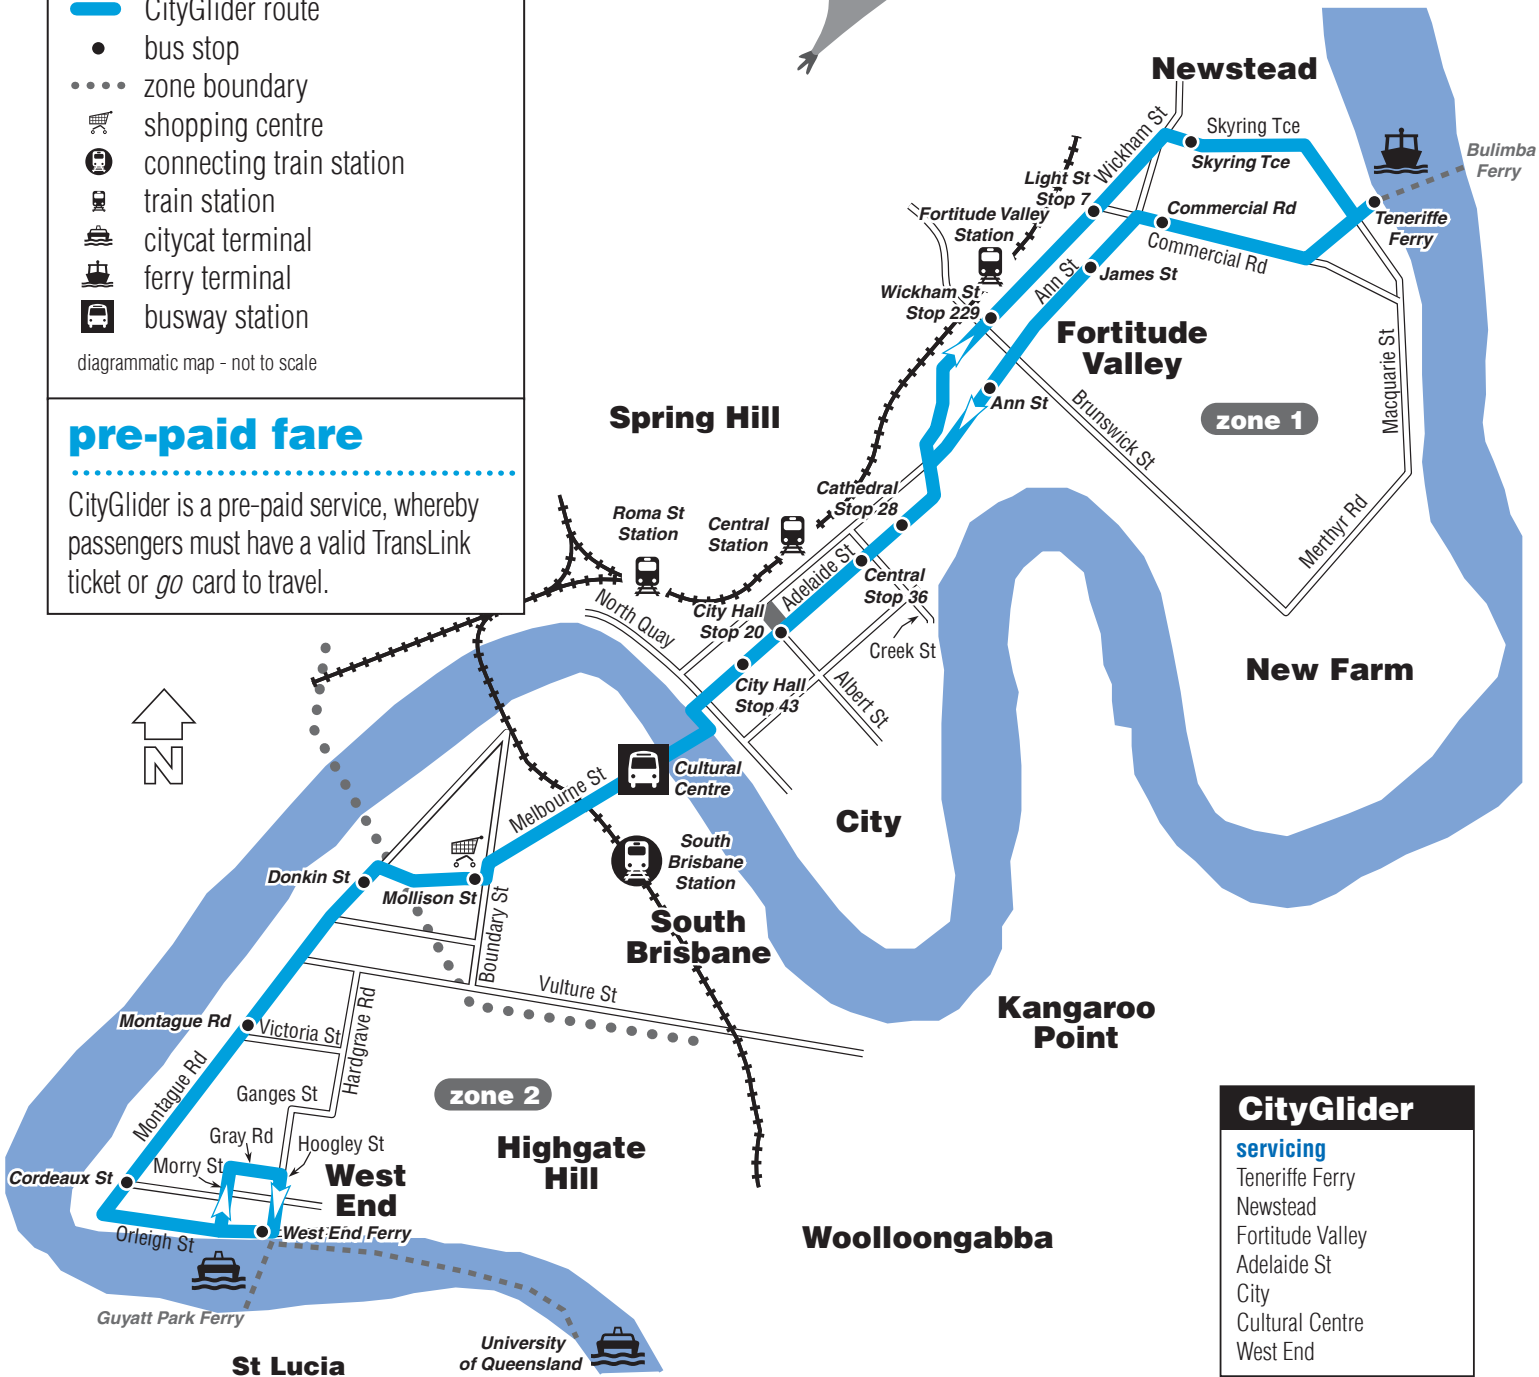 CityGlider route
bus stop
zone boundary
shopping centre
connecting train station
train station
citycat terminal
ferry terminal
busway station
diagrammatic map - not to scale
pre-paid fare
CityGlider is a pre-paid service, whereby
passengers must have a valid TransLink
ticket or go card to travel.
Newstead
Wickham St
Skyring Tce
Skyring Tce
Bulimba
Ferry
Light St
Stop 7
Commercial Rd
Teneriffe
Ferry
Fortitude Valley
Station
Commercial Rd
Ann St
James St
Wickham St
Stop 229
Fortitude
Valley
Macquarie St
Ann St
Brunswick St
zone 1
Spring Hill
Cathedral
Stop 28
Roma St
Station
Central
Station
Merthyr Rd
Adelaide St
Central
Stop 36
North Quay
City Hall
Stop 20
Creek St
New Farm
City Hall
Stop 43
Albert St
N
Cultural
Centre
Melbourne St
City
South
Brisbane
Station
Donkin St
Mollison St
Boundary St
South
Brisbane
Vulture St
Kangaroo
Point
Montague Rd
Victoria St
Hardgrave Rd
Montague Rd
Ganges St
zone 2
Gray Rd
Hoogley St
Morry St
West
End
Highgate
Hill
Cordeaux St
West End Ferry
Orleigh St
Woolloongabba
Guyatt Park Ferry
University
of Queensland
St Lucia
CityGlider
servicing
Teneriffe Ferry
Newstead
Fortitude Valley
Adelaide St
City
Cultural Centre
West End